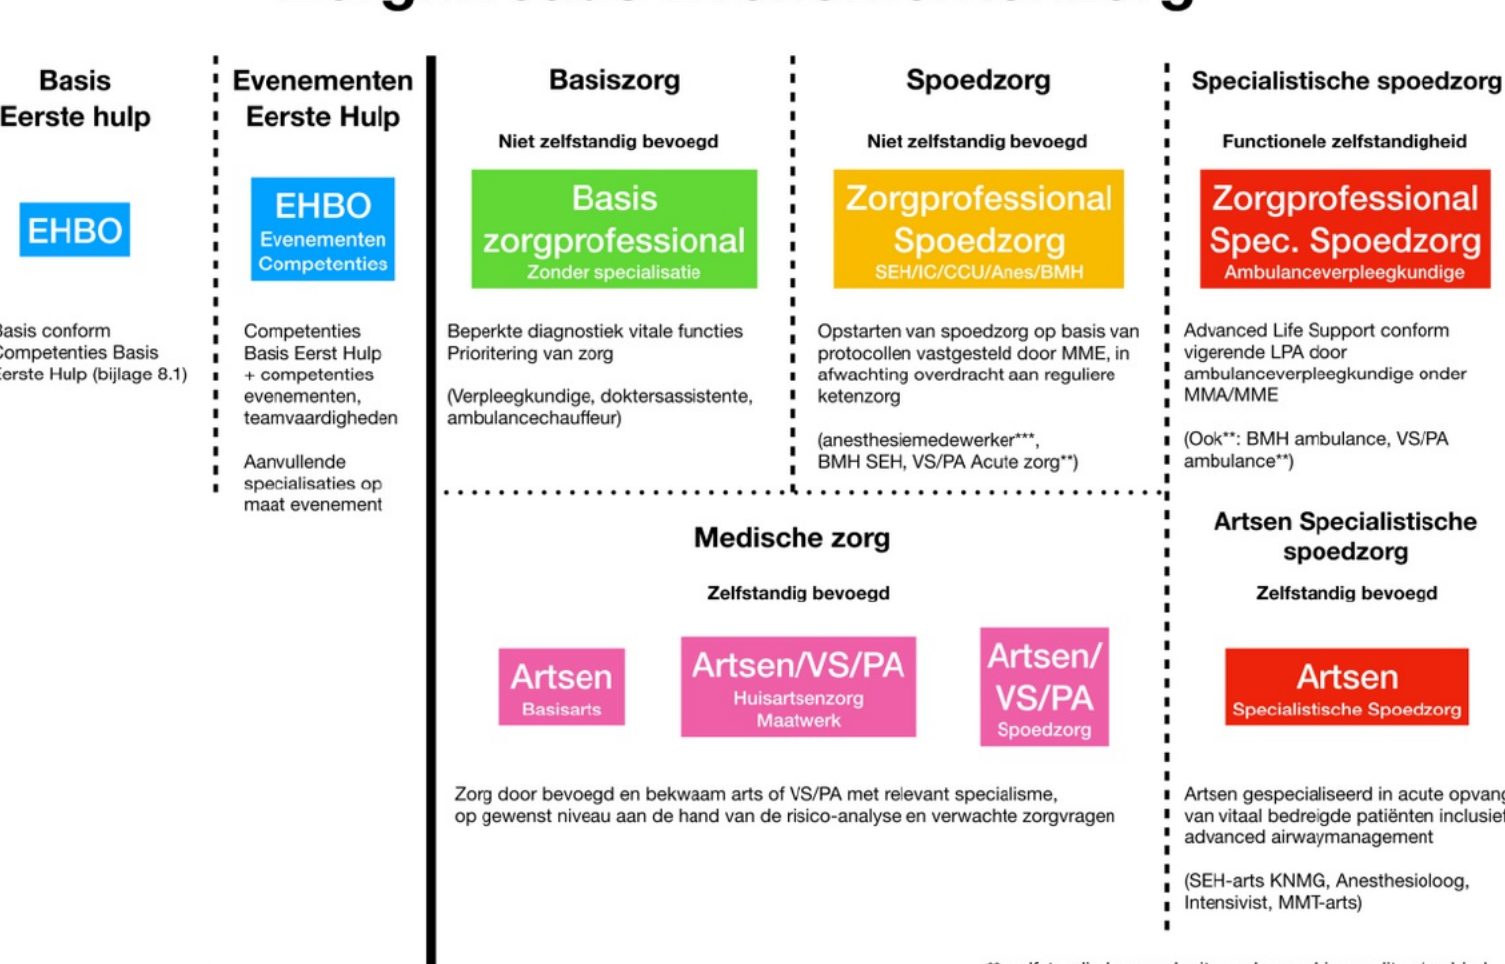 Basis
Eerste hulp
EHBO
Basis conform
Competenties Basis
Eerste Hulp (bijlage 8.1)
Evenementen
Eerste Hulp
EHBO
Evenementen
Competenties
Competenties
Basis Eerst Hulp
+ competenties
evenementen,
teamvaardigheden
Aanvullende
specialisaties op
maat evenement
Basiszorg
Niet zelfstandig bevoegd
Basis
zorgprofessional
Zonder specialisatie
Beperkte diagnostiek vitale functies
Prioritering van zorg
(Verpleegkundige, doktersassistente,
ambulancechauffeur)
Spoedzorg
Niet zelfstandig bevoegd
Zorgprofessional
Spoedzorg
SEH/IC/CCU/Anes/BMH
Opstarten van spoedzorg op basis van
protocollen vastgesteld door MME, in
afwachting overdracht aan reguliere
ketenzorg
(anesthesiemedewerker***,
BMH SEH, VS/PA Acute zorg**)
Specialistische spoedzorg
Functionele zelfstandigheid
Zorgprofessional
Spec. Spoedzorg
Ambulanceverpleegkundige
Advanced Life Support conform
vigerende LPA door
ambulanceverpleegkundige onder
MMA/MME
(Ook**: BMH ambulance, VS/PA
ambulance**)
Medische zorg
Zelfstandig bevoegd
Artsen
Basisarts
Artsen/VS/PA
Huisartsenzorg
Maatwerk
Artsen/
VS/PA
Spoedzorg
Zorg door bevoegd en bekwaam arts of VS/PA met relevant specialisme,
op gewenst niveau aan de hand van de risico-analyse en verwachte zorgvragen
Artsen Specialistische
spoedzorg
Zelfstandig bevoegd
Artsen
Specialistische Spoedzorg
Artsen gespecialiseerd in acute opvang
van vitaal bedreigde patiënten inclusief
advanced airwaymanagement
(SEH-arts KNMG, Anesthesioloog,
Intensivist, MMT-arts)